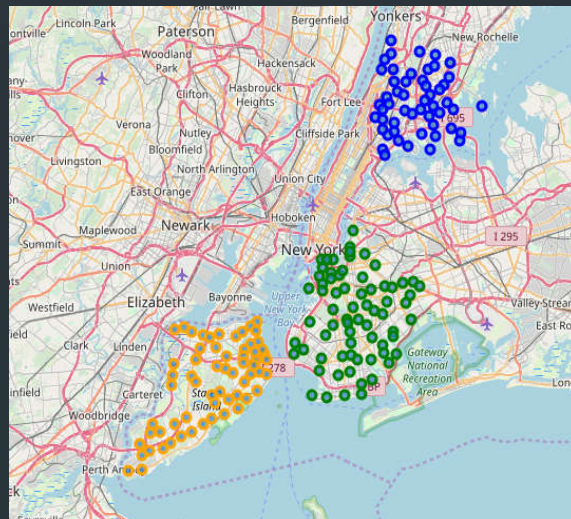 Lincoln Park
Paterson
Bergenfield
Yonkers
New Rochelle
Woodland
Park
Hackensack
Clifton
Hasbrouck
Heights
Fort Lee
Verona
Nutley
Cliffside Park
Bloomfield
Livingston
North Arlington
Union City
East Orange
Hoboken
Maplewood
Newark
I 295
Summit
New York
Union
Elizabeth
Bayonne
Upper
New York
Bay
Westfield
Valley Stream
Linden
East Ro
Clark
278
Gateway
National
Recreation
Area
Carteret
Staten
Island
Woodbridge
Perth Am